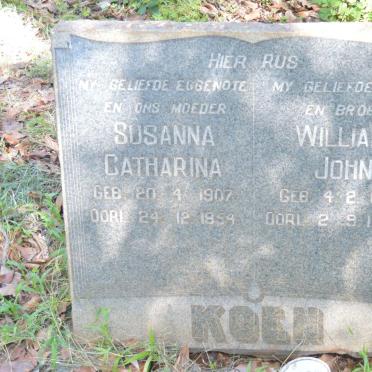 HIER RUS
MY GELIEFDE EGGENOTE
EN ONS MOEDER
SUSANNA
CATHARINA
GEB. 20.4.1907
OORL. 24.12.1954
MY GELIEFDE
EN
WILLIA
JOHN
GEB. 4.2.
OORL. 2.9.1
KOEN